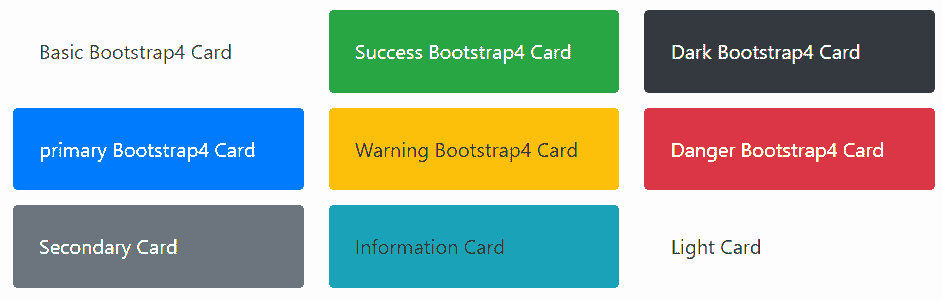 Basic Bootstrap4 Card
Success Bootstrap4 Card
Dark Bootstrap4 Card
primary Bootstrap4 Card
Warning Bootstrap4 Card
Danger Bootstrap4 Card
Secondary Card
Information Card
Light Card